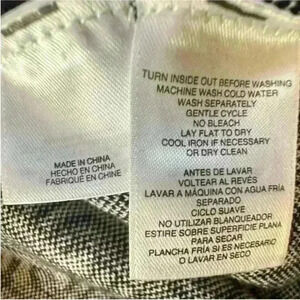 MADE IN CHINA
HECHO EN CHINA
FABRIQUÉ EN CHINE
TURN INSIDE OUT BEFORE WASHING
MACHINE WASH COLD WATER
WASH SEPARATELY
GENTLE CYCLE
NO BLEACH
LAY FLAT TO DRY
COOL IRON IF NECESSARY
OR DRY CLEAN
ANTES DE LAVAR
VOLTEAR AL REVÉS
LAVAR A MÁQUINA CON AGUA FRÍA
SEPARADO
CICLO SUAVE
NO UTILIZAR BLANQUEADOR
ESTIRE SOBRE SUPERFICIE PLANA
PARA SECAR
PLANCHA FRÍA SI ES NECESARIO
O LAVAR EN SECO